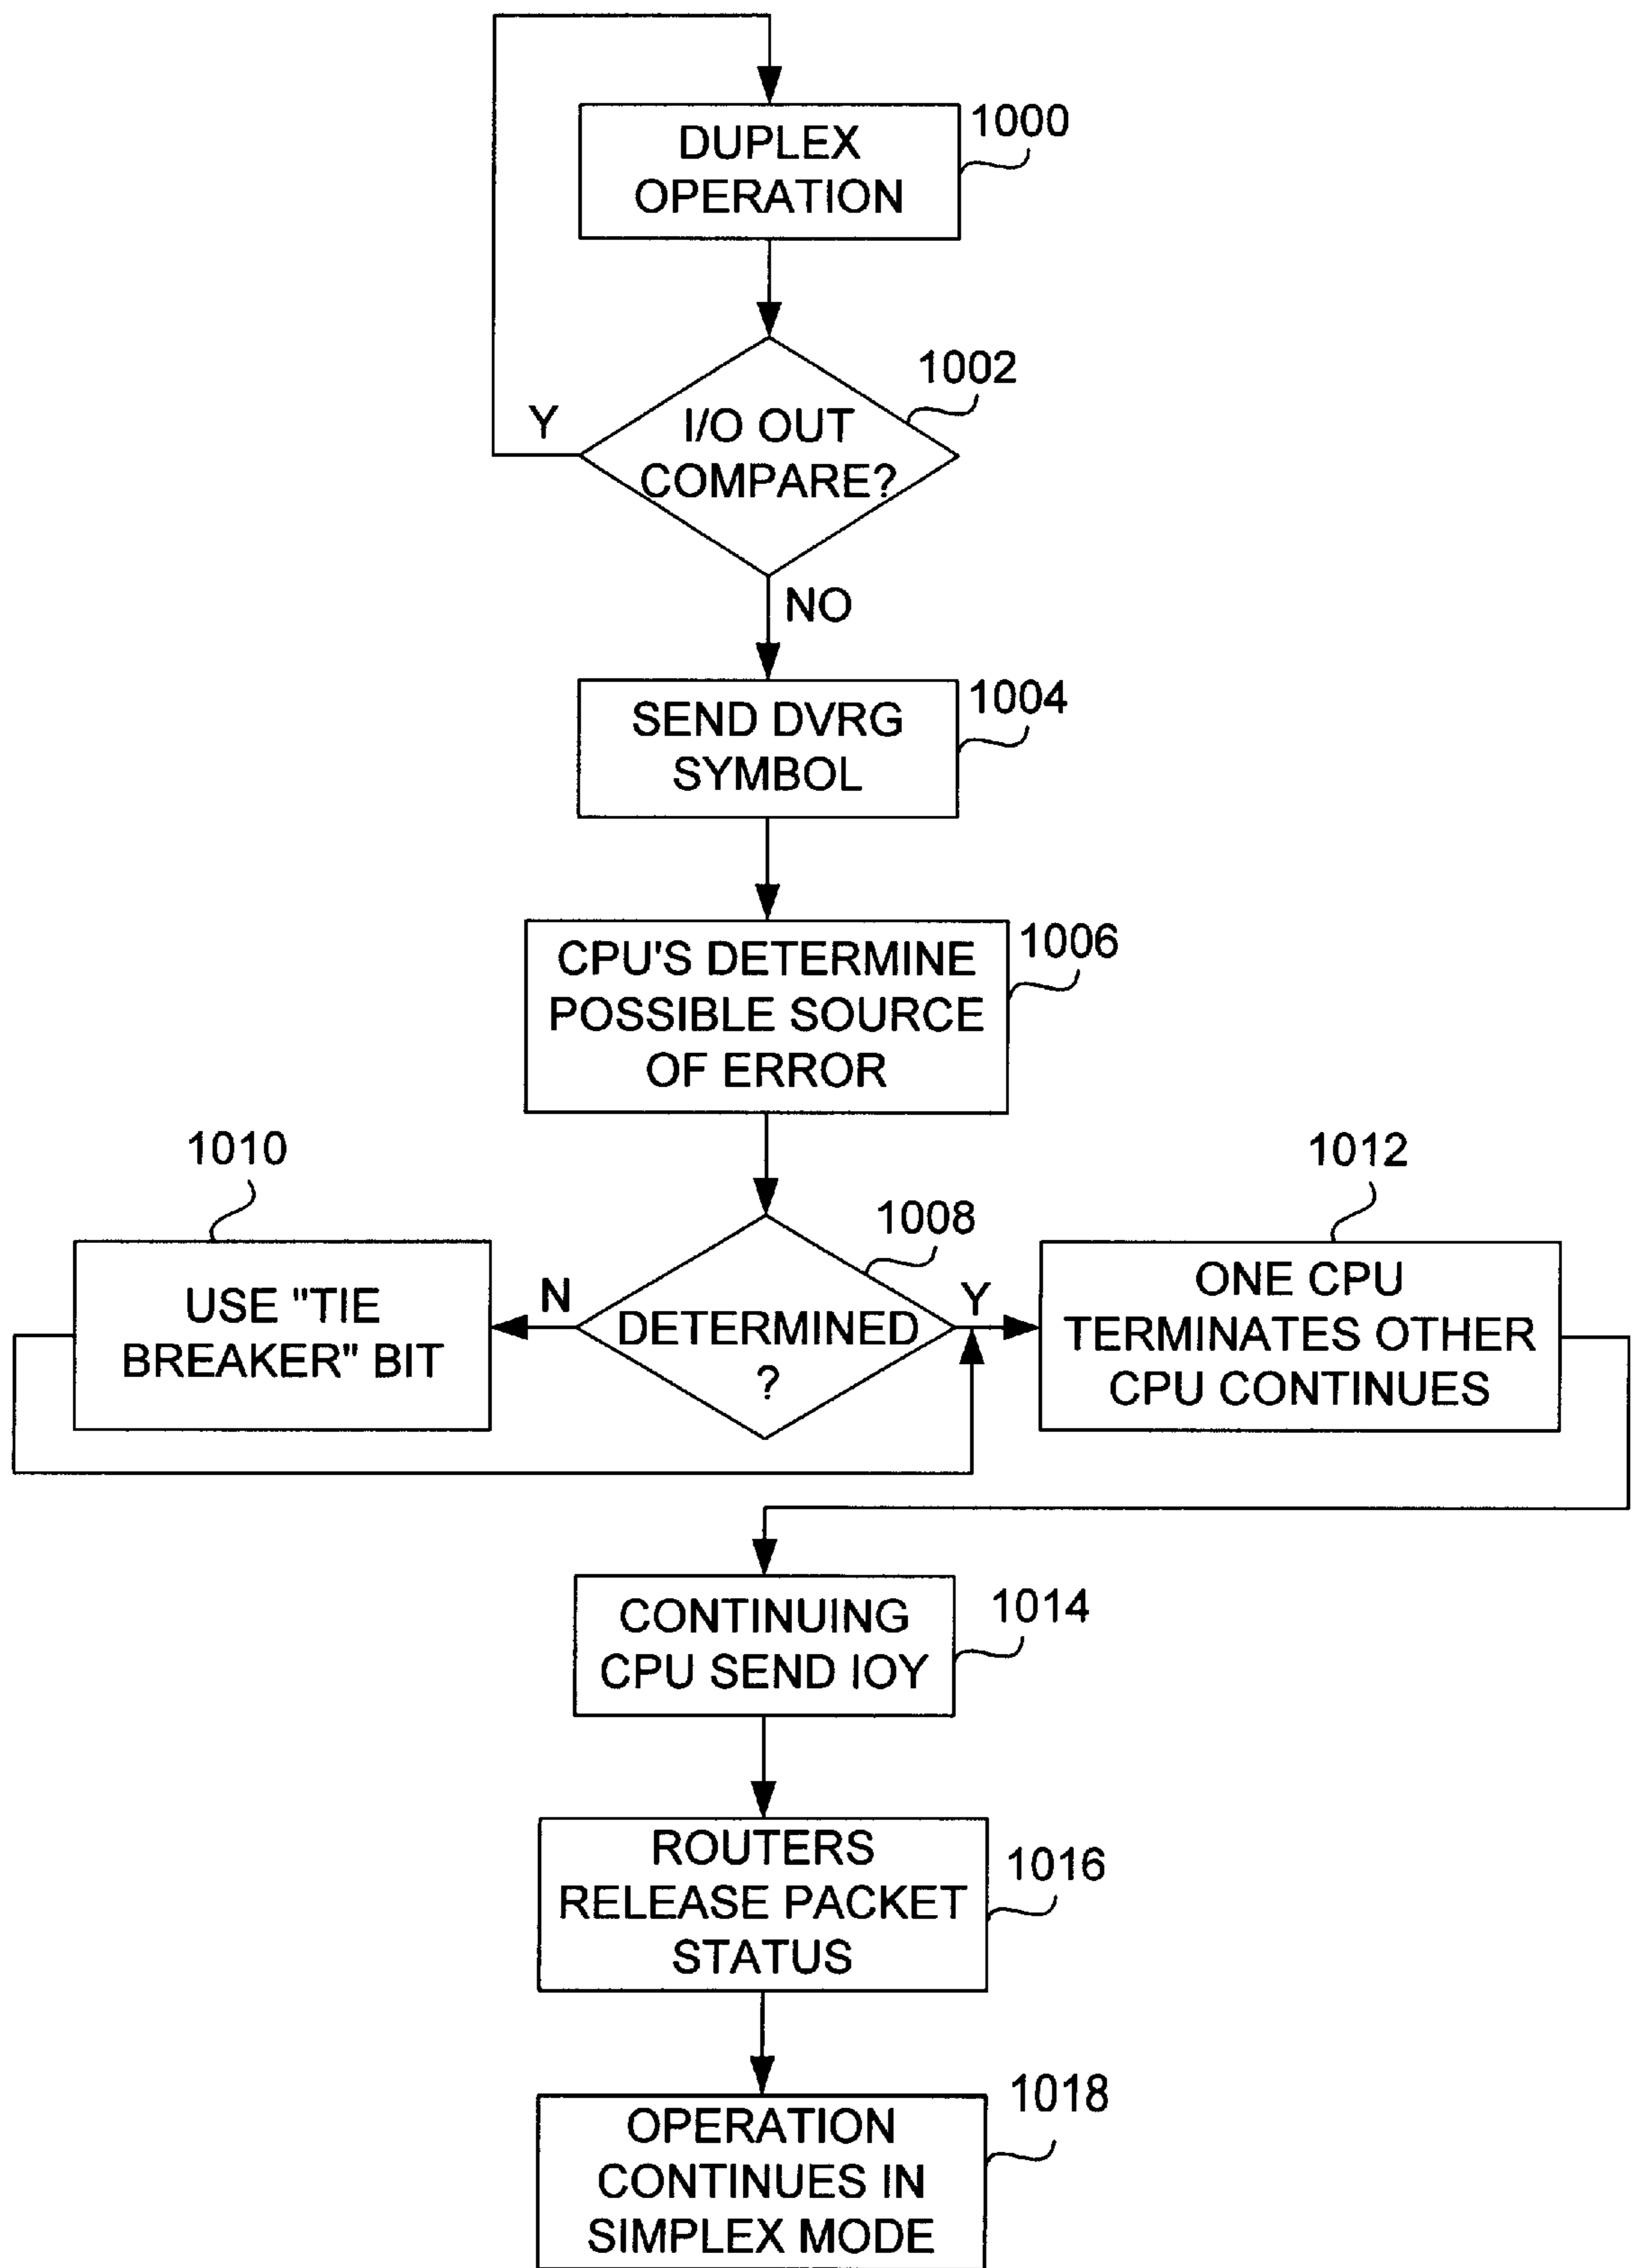 DUPLEX
OPERATION
1000
I/O OUT
COMPARE?
1002
Y
NO
SEND DVRG
SYMBOL
1004
CPU'S DETERMINE
POSSIBLE SOURCE
OF ERROR
1006
1010
USE "TIE
BREAKER" BIT
N
DETERMINED
?
1008
Y
1012
ONE CPU
TERMINATES OTHER
CPU CONTINUES
CONTINUING
CPU SEND IOY
1014
ROUTERS
RELEASE PACKET
STATUS
1016
OPERATION
CONTINUES IN
SIMPLEX MODE
1018